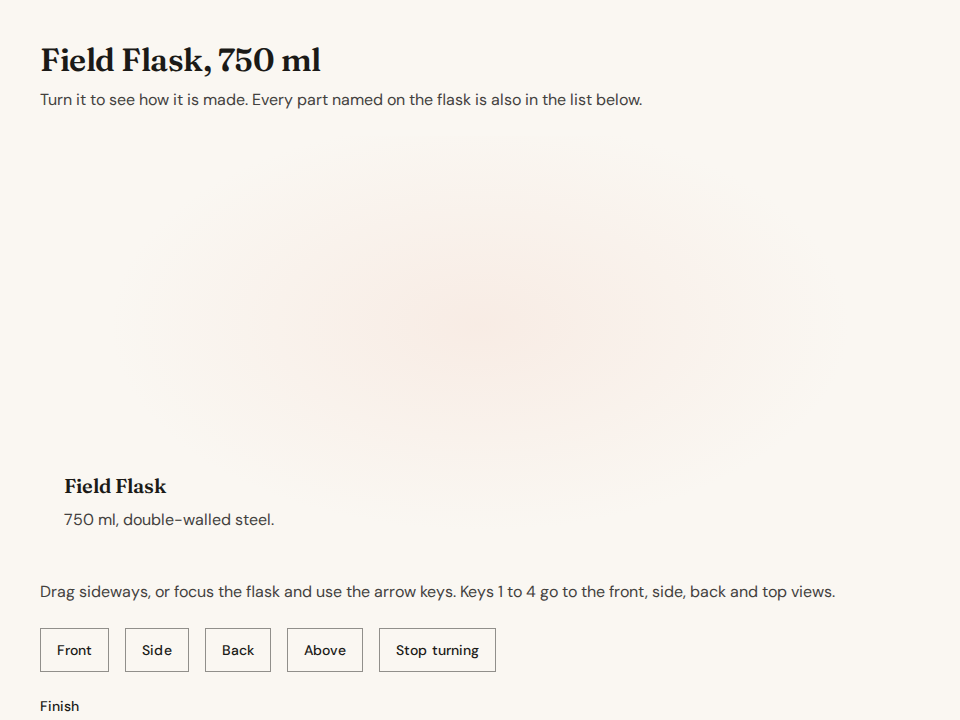 Field Flask, 750 ml
Turn it to see how it is made. Every part named on the flask is also in the list below.
Field Flask
750 ml, double-walled steel.
Drag sideways, or focus the flask and use the arrow keys. Keys 1 to 4 go to the front, side, back and top views.
Front Side Back Above Stop turning
Finish